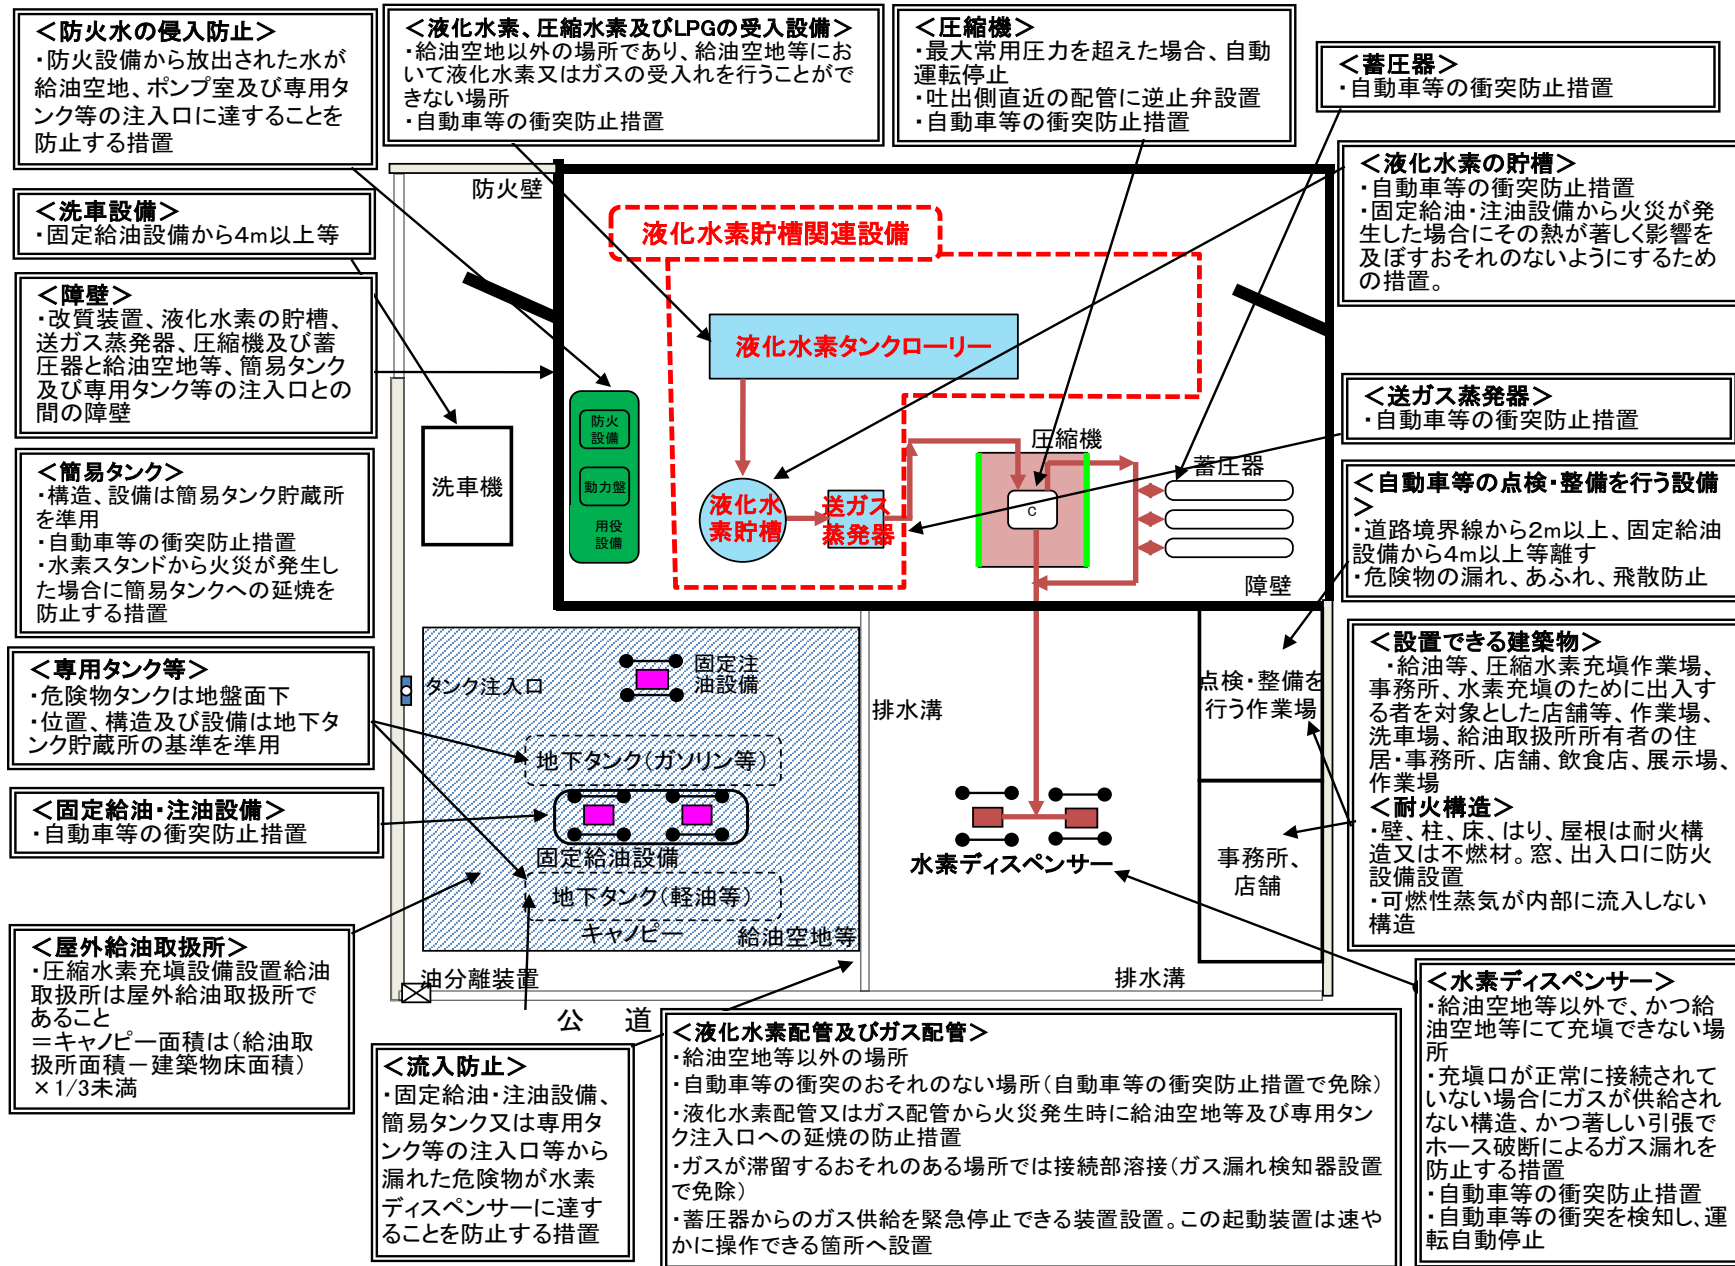 ＜防火水の侵入防止＞
・防火設備から放出された水が
給油空地、ポンプ室及び専用タ
ンク等の注入口に達することを
防止する措置
＜液化水素、圧縮水素及びLPGの受入設備＞
・給油空地以外の場所であり、給油空地等にお
いて液化水素又はガスの受入れを行うことがで
きない場所
・自動車等の衝突防止措置
＜圧縮機＞
・最大常用圧力を超えた場合、自動
運転停止
・吐出側直近の配管に逆止弁設置
・自動車等の衝突防止措置
＜蓄圧器＞
・自動車等の衝突防止措置
＜液化水素の貯槽＞
・自動車等の衝突防止措置
・固定給油・注油設備から火災が発
生した場合にその熱が著しく影響を
及ぼすおそれのないようにするため
の措置。
＜洗車設備＞
・固定給油設備から4m以上等
＜障壁＞
・改質装置、液化水素の貯槽、
送ガス蒸発器、圧縮機及び蓄
圧器と給油空地等、簡易タンク
及び専用タンク等の注入口との
間の障壁
＜簡易タンク＞
・構造、設備は簡易タンク貯蔵所
を準用
・自動車等の衝突防止措置
・水素スタンドから火災が発生し
た場合に簡易タンクへの延焼を
防止する措置
＜専用タンク等＞
・危険物タンクは地盤面下
・位置、構造及び設備は地下タ
ンク貯蔵所の基準を準用
＜固定給油・注油設備＞
・自動車等の衝突防止措置
＜屋外給油取扱所＞
・圧縮水素充塡設備設置給油
取扱所は屋外給油取扱所で
あること
＝キャノピー面積は（給油取
扱所面積－建築物床面積）
×1/3未満
防火壁
液化水素貯槽関連設備
液化水素タンクローリー
防火
設備
動力盤
用役
設備
洗車機
液化水
素貯槽
送ガス
蒸発器
圧縮機
C
蓄圧器
障壁
タンク注入口
固定注
油設備
地下タンク（ガソリン等）
固定給油設備
地下タンク（軽油等）
キャノピー
給油空地等
排水溝
水素ディスペンサー
点検・整備を
行う作業場
事務所、
店舗
油分離装置
排水溝
公　道
＜送ガス蒸発器＞
・自動車等の衝突防止措置
＜自動車等の点検・整備を行う設備
＞
・道路境界線から2m以上、固定給油
設備から4m以上等離す
・危険物の漏れ、あふれ、飛散防止
＜設置できる建築物＞
・給油等、圧縮水素充塡作業場、
事務所、水素充塡のために出入す
る者を対象とした店舗等、作業場、
洗車場、給油取扱所所有者の住
居・事務所、店舗、飲食店、展示場、
作業場
＜耐火構造＞
・壁、柱、床、はり、屋根は耐火構
造又は不燃材。窓、出入口に防火
設備設置
・可燃性蒸気が内部に流入しない
構造
＜流入防止＞
・固定給油・注油設備、
簡易タンク又は専用タ
ンク等の注入口等から
漏れた危険物が水素
ディスペンサーに達す
ることを防止する措置
＜液化水素配管及びガス配管＞
・給油空地等以外の場所
・自動車等の衝突のおそれのない場所（自動車等の衝突防止措置で免除）
・液化水素配管又はガス配管から火災発生時に給油空地等及び専用タン
ク注入口への延焼の防止措置
・ガスが滞留するおそれのある場所では接続部溶接（ガス漏れ検知器設置
で免除）
・蓄圧器からのガス供給を緊急停止できる装置設置。この起動装置は速や
かに操作できる箇所へ設置
＜水素ディスペンサー＞
・給油空地等以外で、かつ給
油空地等にて充塡できない場
所
・充塡口が正常に接続されて
いない場合にガスが供給され
ない構造、かつ著しい引張で
ホース破断によるガス漏れを
防止する措置
・自動車等の衝突防止措置
・自動車等の衝突を検知し、運
転自動停止